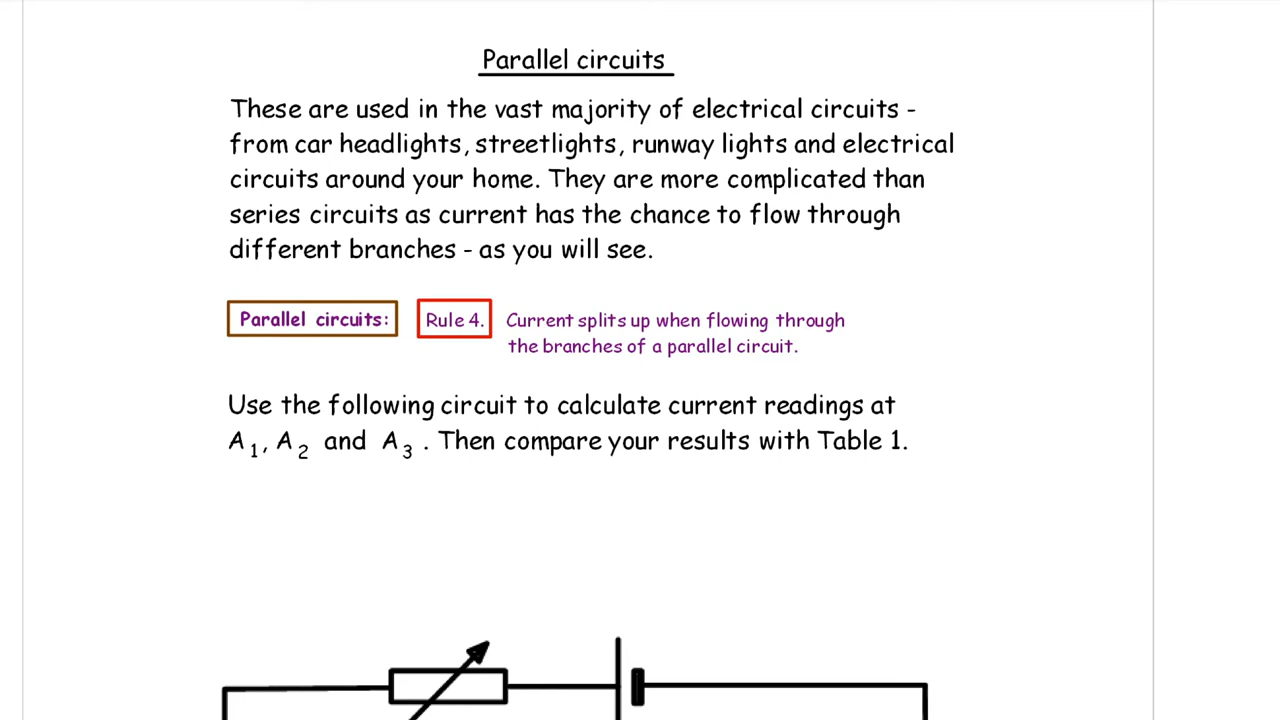 Parallel circuits
These are used in the vast majority of electrical circuits -
from car headlights, streetlights, runway lights and electrical
circuits around your home. They are more complicated than
series circuits as current has the chance to flow through
different branches - as you will see.
Parallel circuits: Rule 4. Current splits up when flowing through
the branches of a parallel circuit.
Use the following circuit to calculate current readings at
A1, A2 and A3. Then compare your results with Table 1.